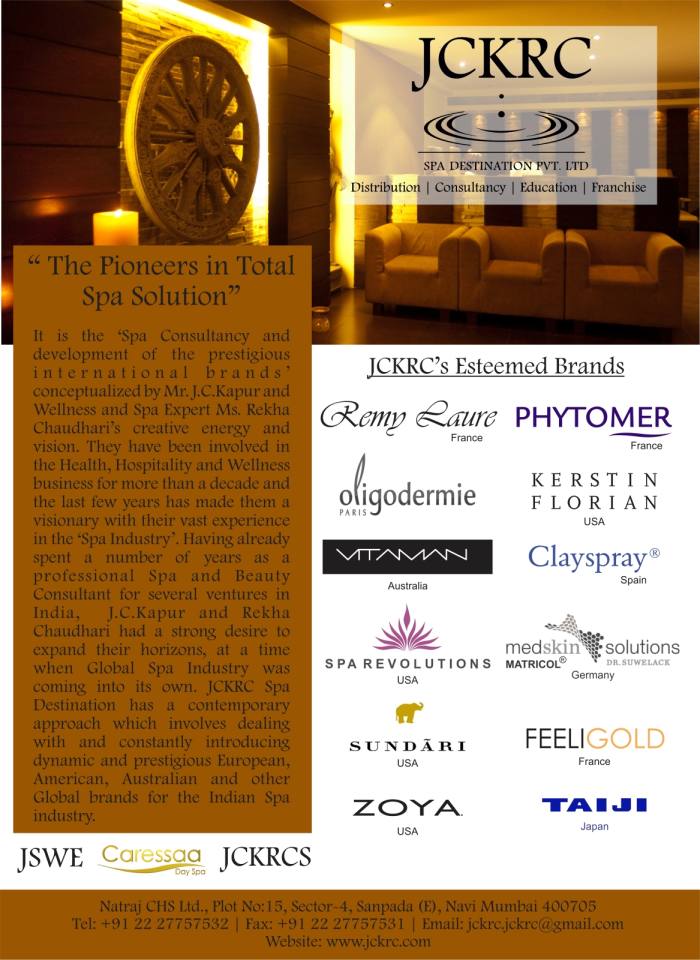 JCKRC
SPA DESTINATION PVT. LTD
Distribution | Consultancy | Education | Franchise
“ The Pioneers in Total
Spa Solution”
It is the ‘Spa Consultancy and
development of the prestigious
international brands’
conceptualized by Mr. J.C.Kapur and
Wellness and Spa Expert Ms. Rekha
Chaudhari’s creative energy and
vision. They have been involved in
the Health, Hospitality and Wellness
business for more than a decade and
the last few years has made them a
visionary with their vast experience
in the ‘Spa Industry’. Having already
spent a number of years as a
professional Spa and Beauty
Consultant for several ventures in
India, J.C.Kapur and Rekha
Chaudhari had a strong desire to
expand their horizons, at a time
when Global Spa Industry was
coming into its own. JCKRC Spa
Destination has a contemporary
approach which involves dealing
with and constantly introducing
dynamic and prestigious European,
American, Australian and other
Global brands for the Indian Spa
industry.
JSWE
Caressaa
Day Spa
JCKRCS
JCKRC’s Esteemed Brands
Remy Laure
France
PHYTOMER
France
oligodermie
PARIS
KERSTIN
FLORIAN
USA
VITAMAN
Australia
Clayspray®
Spain
SPA REVOLUTIONS
USA
medskin solutions
MATRICOL® DR. SUWELACK
Germany
SUNDÃRI
USA
FEELIGOLD
France
ZOYA.
USA
TAIJI
Japan
Natraj CHS Ltd., Plot No:15, Sector-4, Sanpada (E), Navi Mumbai 400705
Tel: +91 22 27757532 | Fax: +91 22 27757531 | Email: jckrc.jckrc@gmail.com
Website: www.jckrc.com